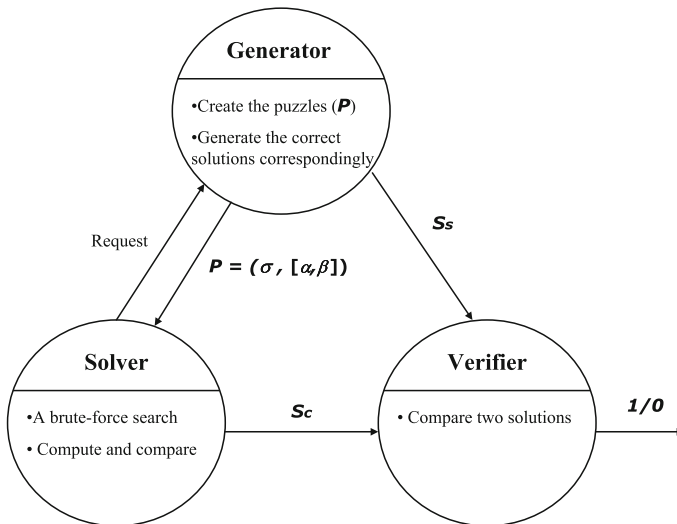 Generator
•Create the puzzles (P)
•Generate the correct
solutions correspondingly
Request
Ss
P = (σ, [α,β])
Solver
•A brute-force search
• Compute and compare
Sc
Verifier
• Compare two solutions
1/0